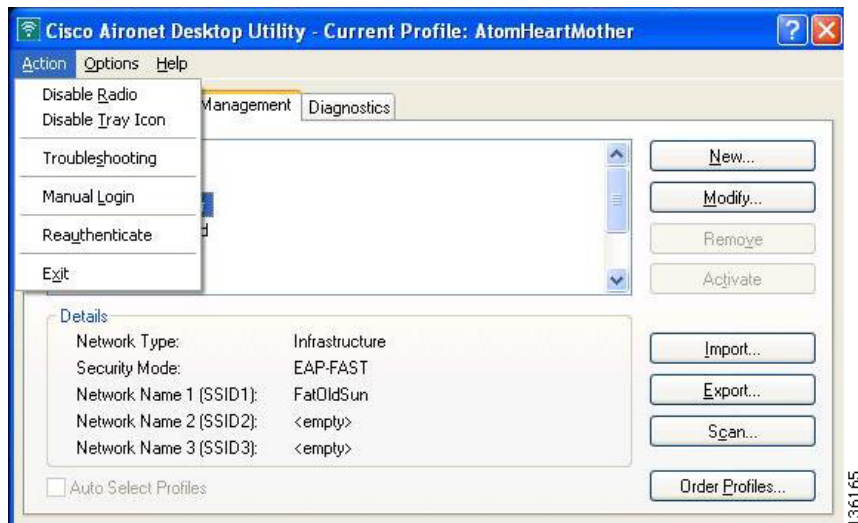 Cisco Aironet Desktop Utility - Current Profile: AtomHeartMother
Action Options Help
Disable Radio
Disable Tray Icon
Troubleshooting
Manual Login
Reauthenticate
Exit
Management Diagnostics
New...
Modify...
Remove
Activate
Details
Network Type: Infrastructure
Security Mode: EAP-FAST
Network Name 1 (SSID1): FatOldSun
Network Name 2 (SSID2): <empty>
Network Name 3 (SSID3): <empty>
Import...
Export...
Scan...
Auto Select Profiles
Order Profiles...
136165